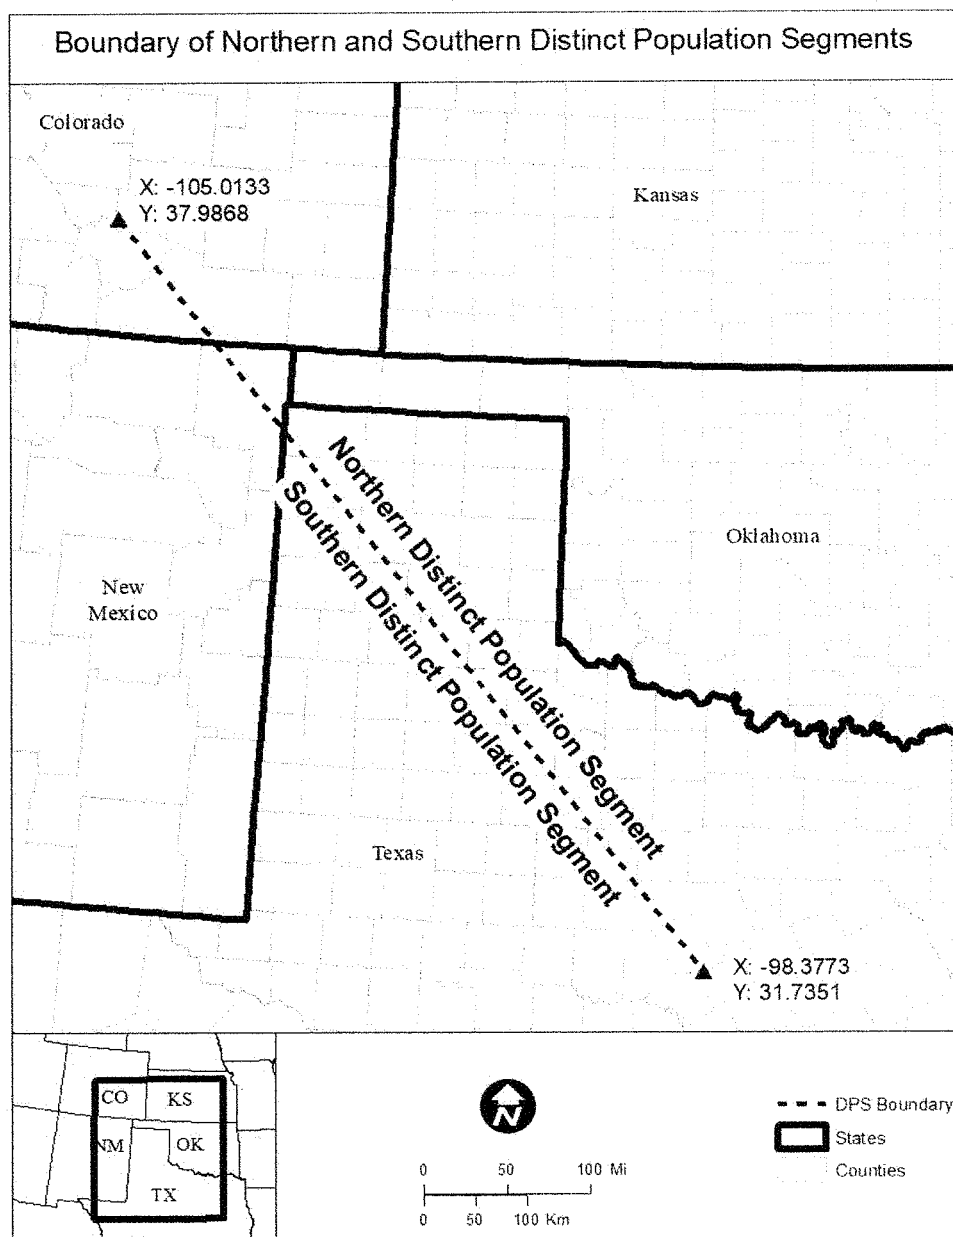 Boundary of Northern and Southern Distinct Population Segments
Colorado
X: -105.0133
Y: 37.9868
Kansas
Northern Distinct Population Segment
Southern Distinct Population Segment
Oklahoma
New
Mexico
Texas
X: -98.3773
Y: 31.7351
CO
KS
NM
OK
TX
N
0 50 100 Mi
0 50 100 Km
DPS Boundary
States
Counties